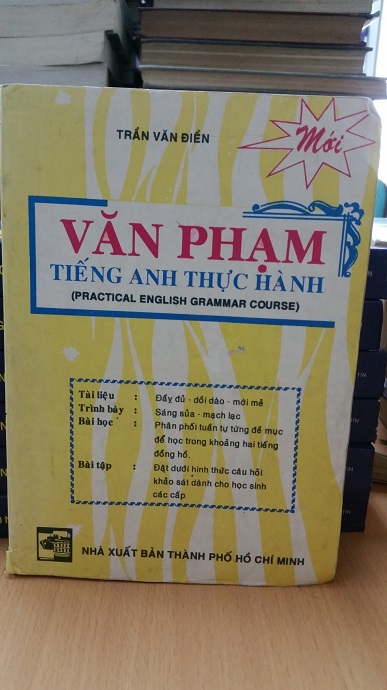 TRẦN VĂN ĐIỀN
Mới
VĂN PHẠM
TIẾNG ANH THỰC HÀNH
(PRACTICAL ENGLISH GRAMMAR COURSE)
Tài liệu : Đầy đủ - dồi dào - mới mẻ
Trình bày : Sáng sủa - mạch lạc
Bài học : Phân phối tuần tự từng đề mục
để học trong khoảng hai tiếng
đồng hồ.
Bài tập : Đặt dưới hình thức câu hỏi
khảo sát dành cho học sinh
các cấp
NHÀ XUẤT BẢN THÀNH PHỐ HỒ CHÍ MINH